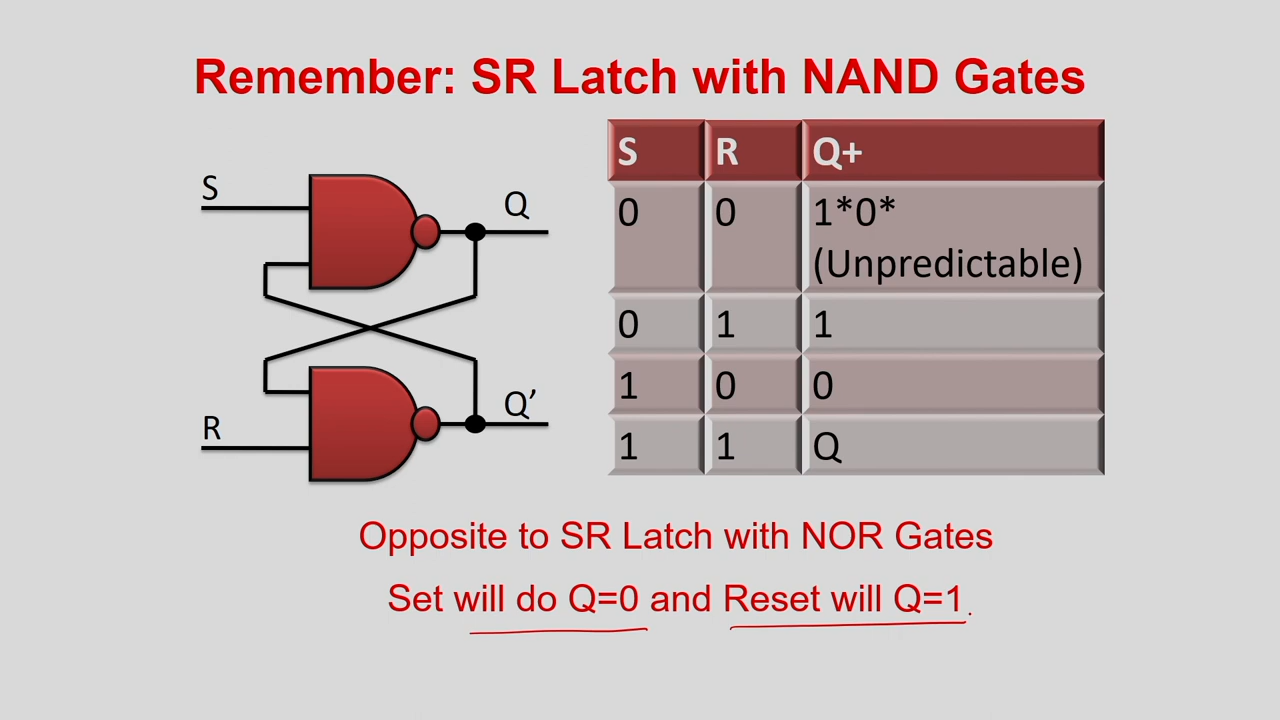 Remember: SR Latch with NAND Gates
S
Q
Q’
R
S R Q+
0 0 1*0*
(Unpredictable)
0 1 1
1 0 0
1 1 Q
Opposite to SR Latch with NOR Gates
Set will do Q=0 and Reset will Q=1.